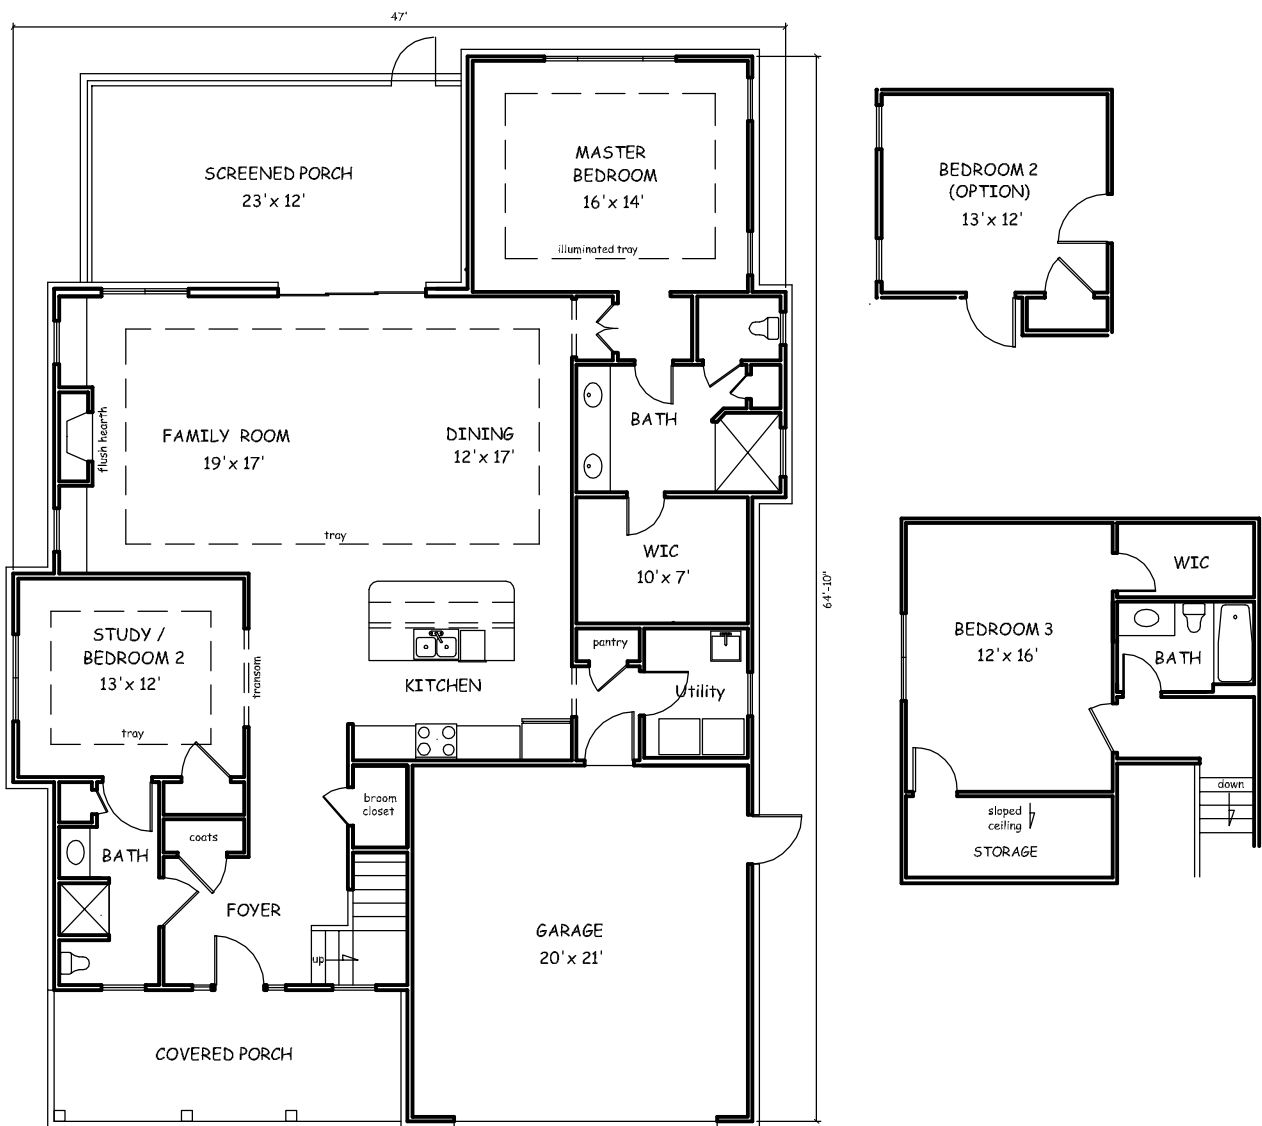 47'
SCREENED PORCH
23' x 12'
MASTER
BEDROOM
16' x 14'
illuminated tray
BEDROOM 2
(OPTION)
13' x 12'
FAMILY ROOM
19' x 17'
flush hearth
DINING
12' x 17'
tray
BATH
WIC
10' x 7'
64'-10"
STUDY /
BEDROOM 2
13' x 12'
tray
transom
KITCHEN
pantry
Utility
broom
closet
coats
BATH
FOYER
up
GARAGE
20' x 21'
COVERED PORCH
WIC
BEDROOM 3
12' x 16'
BATH
down
sloped
ceiling
STORAGE